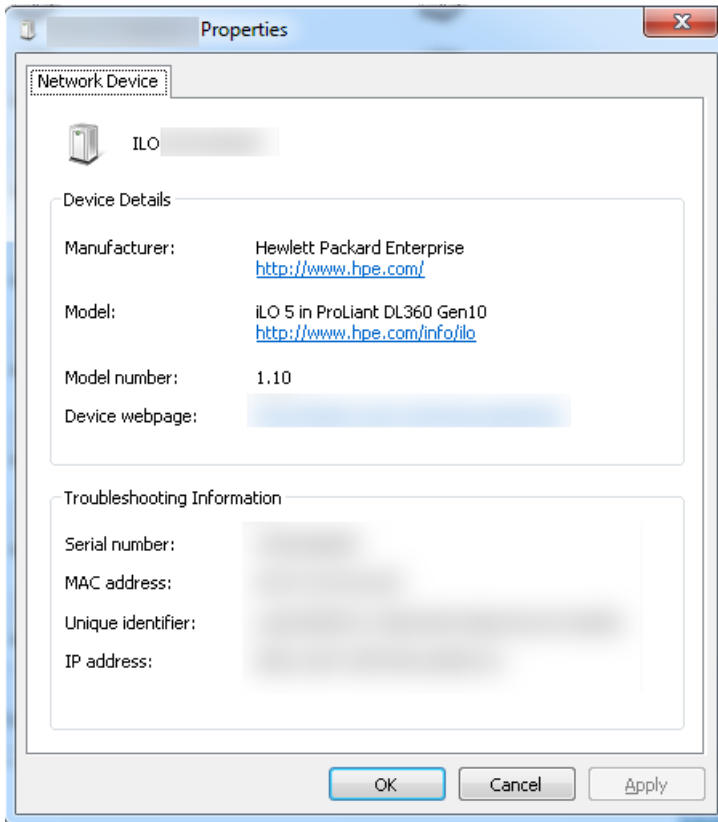 Properties
Network Device
ILO
Device Details
Manufacturer: Hewlett Packard Enterprise
http://www.hpe.com/
Model: iLO 5 in ProLiant DL360 Gen10
http://www.hpe.com/info/ilo
Model number: 1.10
Device webpage:
Troubleshooting Information
Serial number:
MAC address:
Unique identifier:
IP address:
OK Cancel Apply